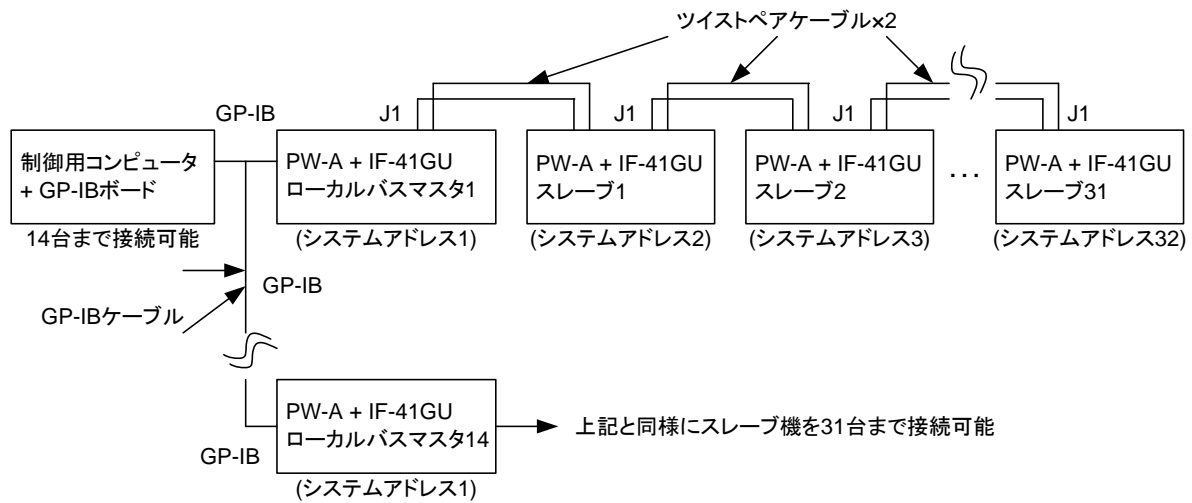 ツイストペアケーブル×2
GP-IB
J1
J1
J1
J1
制御用コンピュータ
+ GP-IBボード
PW-A + IF-41GU
ローカルバスマスタ1
PW-A + IF-41GU
スレーブ1
PW-A + IF-41GU
スレーブ2
...
PW-A + IF-41GU
スレーブ31
14台まで接続可能
(システムアドレス1)
(システムアドレス2)
(システムアドレス3)
(システムアドレス32)
GP-IB
GP-IBケーブル
PW-A + IF-41GU
ローカルバスマスタ14
上記と同様にスレーブ機を31台まで接続可能
GP-IB
(システムアドレス1)